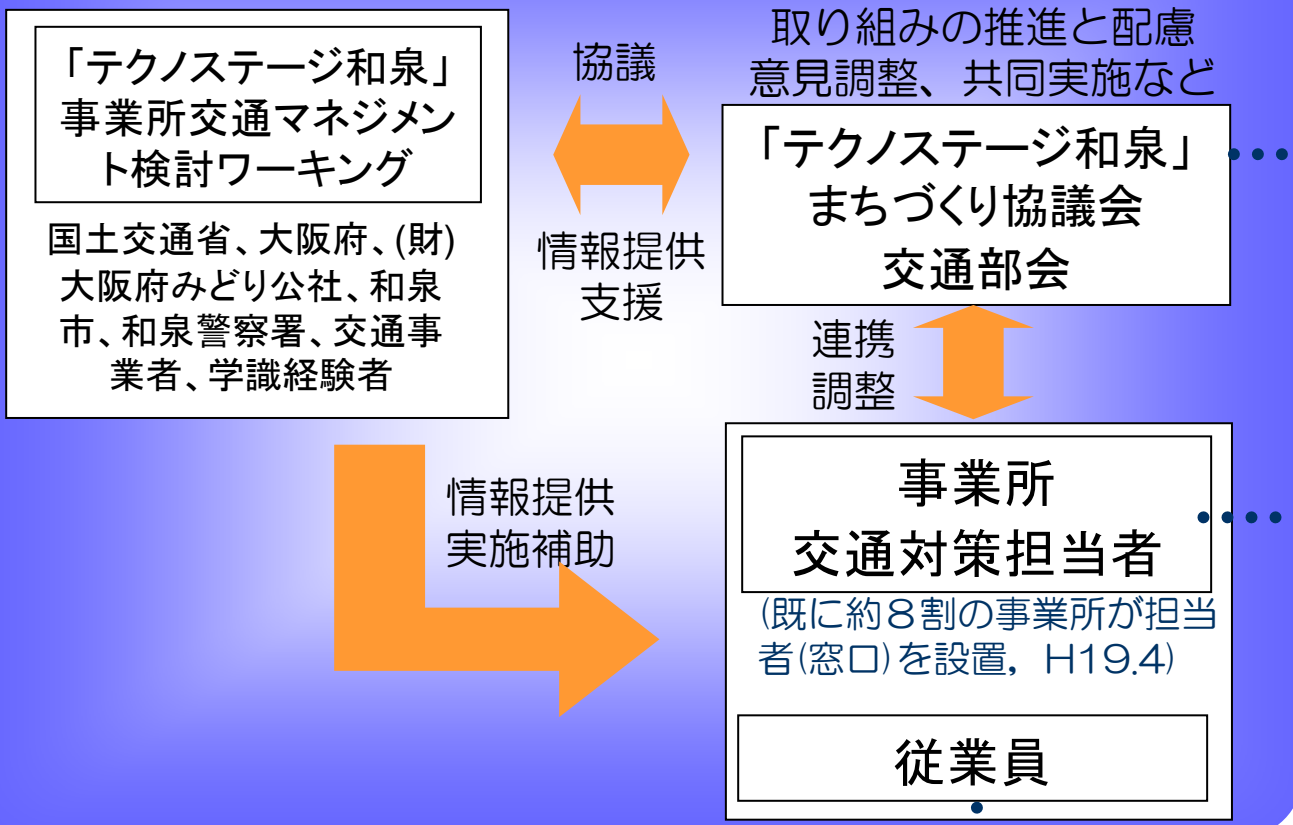 「テクノステージ和泉」
事業所交通マネジメン
ト検討ワーキング
国土交通省、大阪府、(財)
大阪府みどり公社、和泉
市、和泉警察署、交通事
業者、学識経験者
協議
情報提供
支援
取り組みの推進と配慮
意見調整、共同実施など
「テクノステージ和泉」
まちづくり協議会
交通部会
連携
調整
情報提供
実施補助
事業所
交通対策担当者
(既に約８割の事業所が担当
者(窓口)を設置，H19.4)
従業員